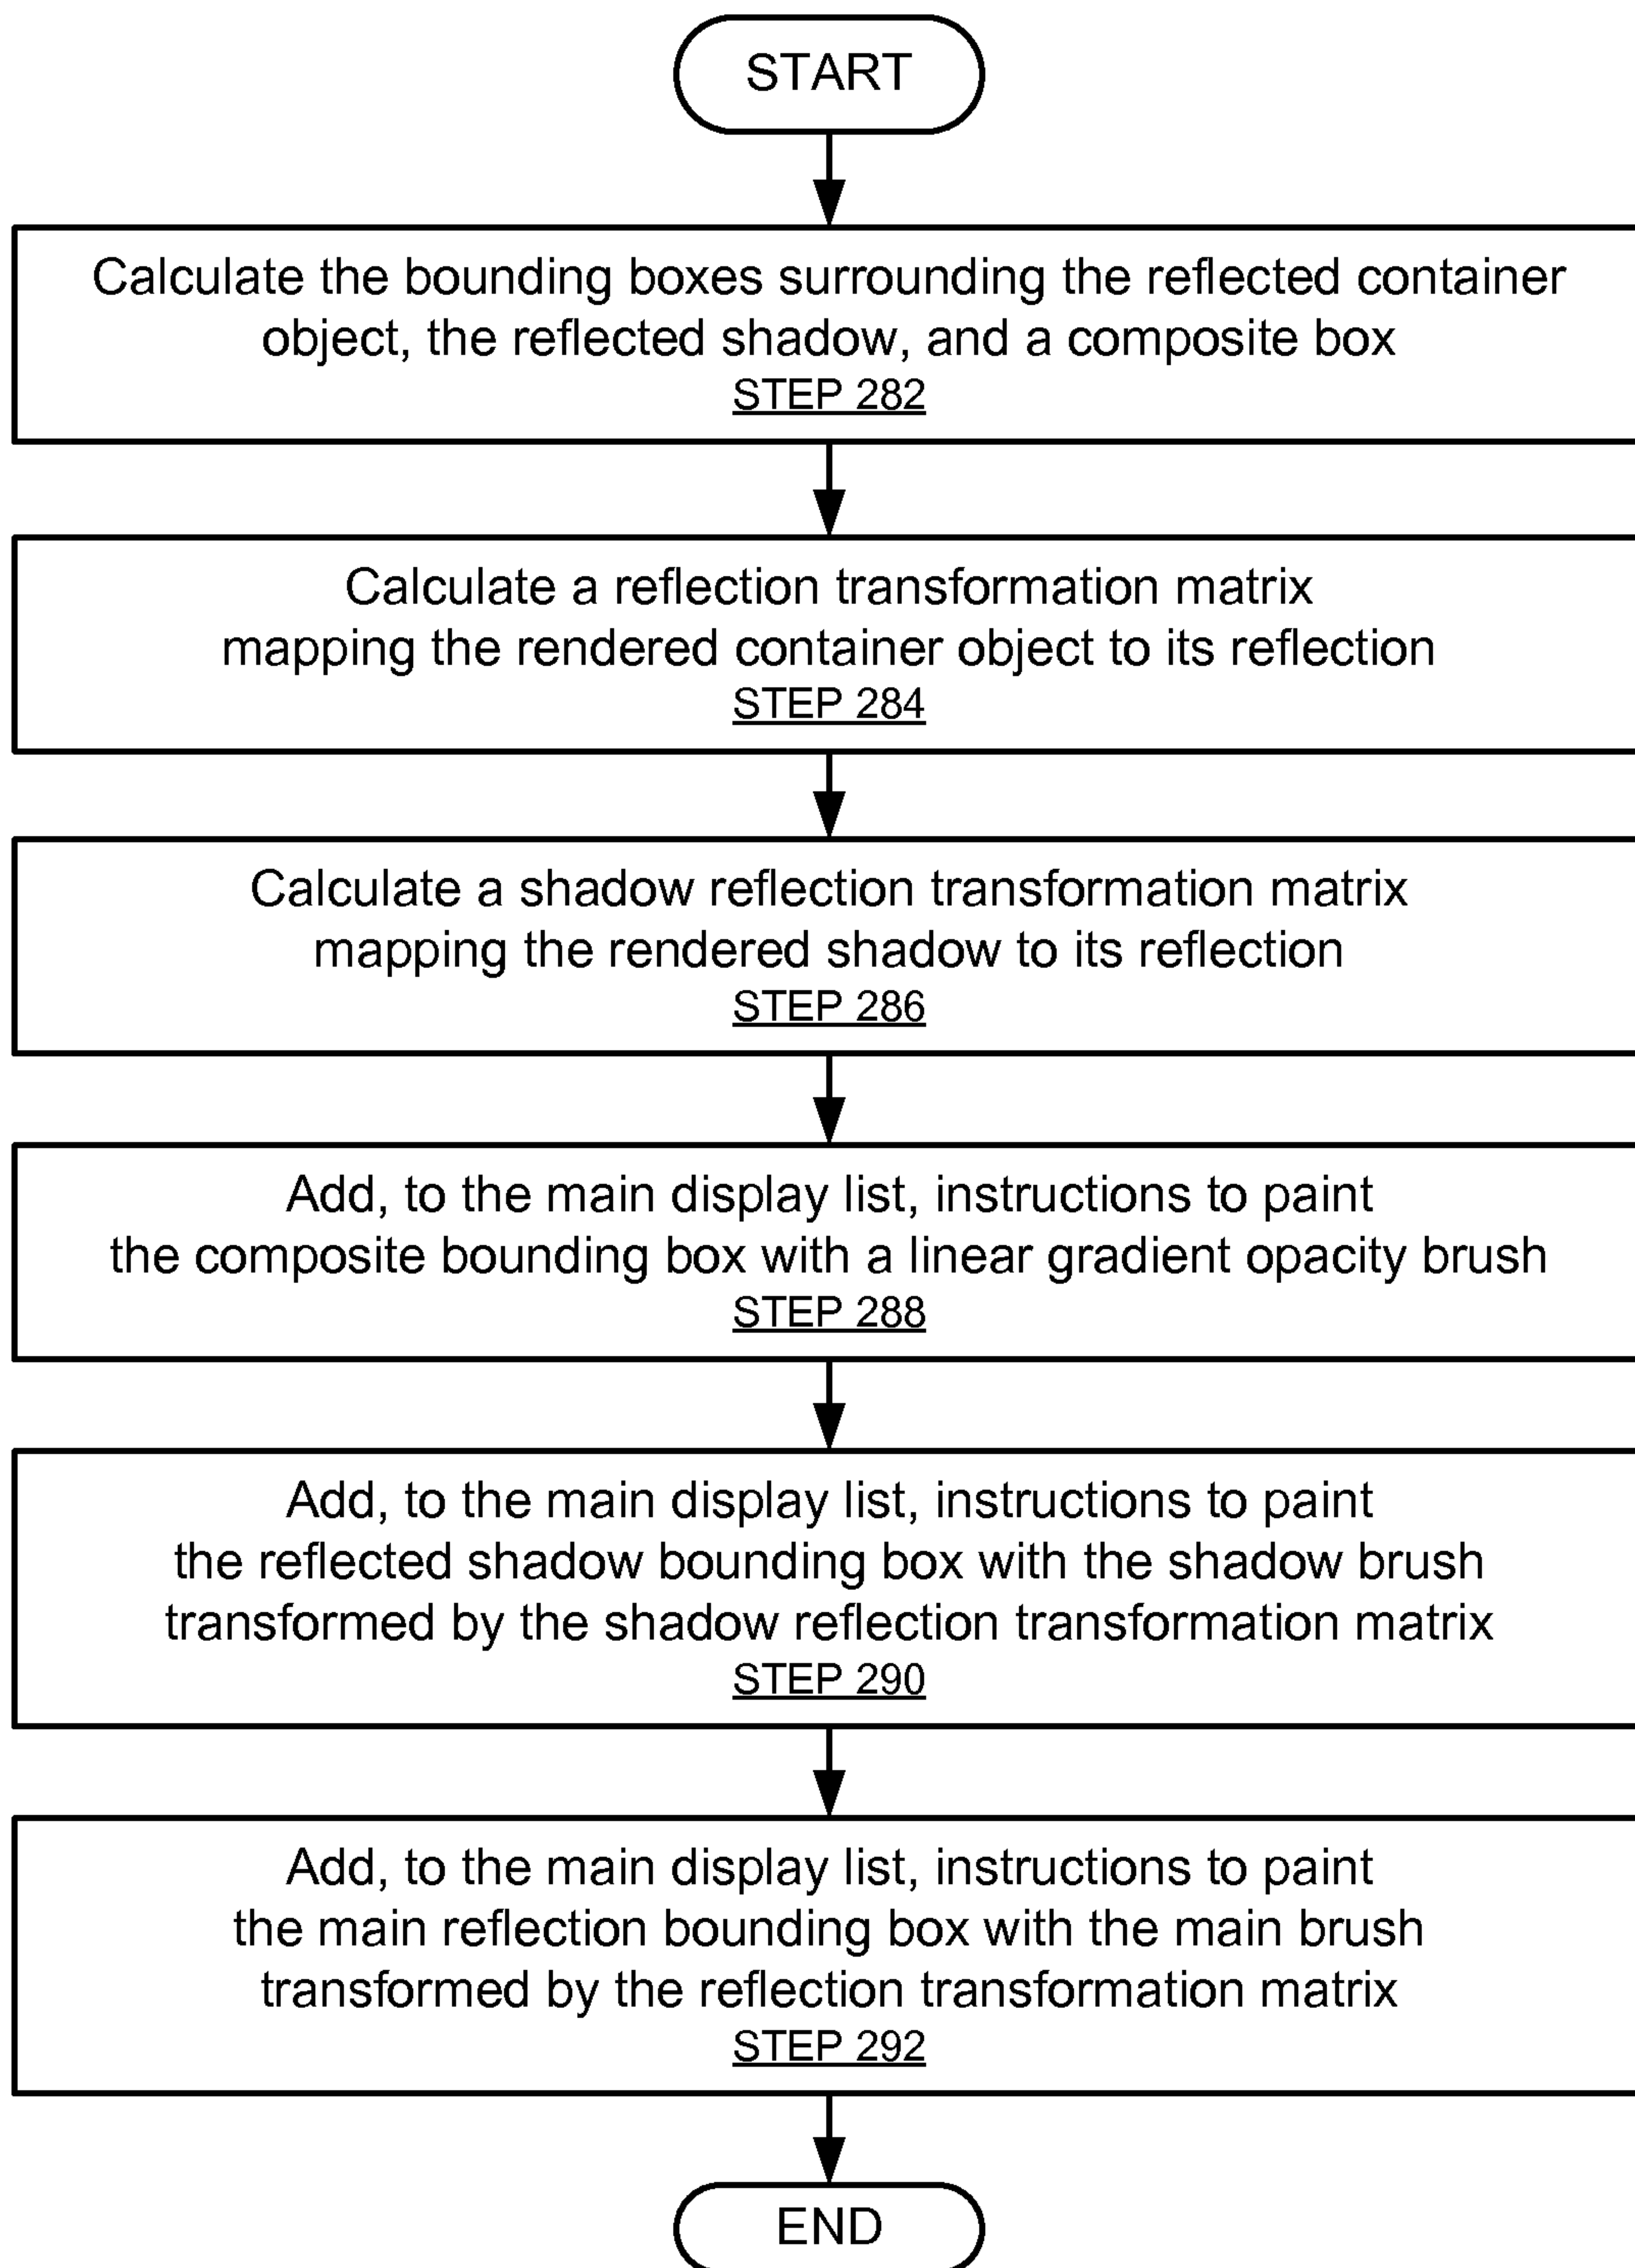 START
Calculate the bounding boxes surrounding the reflected container
object, the reflected shadow, and a composite box
STEP 282
Calculate a reflection transformation matrix
mapping the rendered container object to its reflection
STEP 284
Calculate a shadow reflection transformation matrix
mapping the rendered shadow to its reflection
STEP 286
Add, to the main display list, instructions to paint
the composite bounding box with a linear gradient opacity brush
STEP 288
Add, to the main display list, instructions to paint
the reflected shadow bounding box with the shadow brush
transformed by the shadow reflection transformation matrix
STEP 290
Add, to the main display list, instructions to paint
the main reflection bounding box with the main brush
transformed by the reflection transformation matrix
STEP 292
END